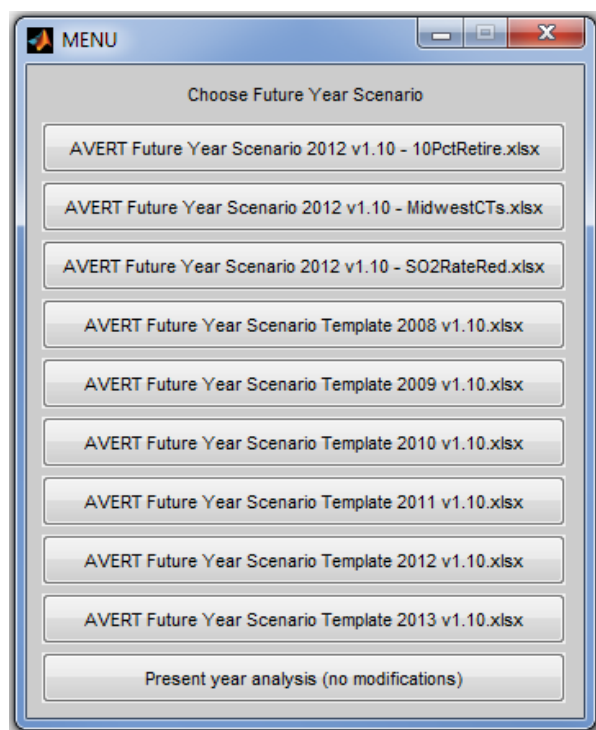 MENU
Choose Future Year Scenario
AVERT Future Year Scenario 2012 v1.10 - 10PctRetire.xlsx
AVERT Future Year Scenario 2012 v1.10 - MidwestCTs.xlsx
AVERT Future Year Scenario 2012 v1.10 - SO2RateRed.xlsx
AVERT Future Year Scenario Template 2008 v1.10.xlsx
AVERT Future Year Scenario Template 2009 v1.10.xlsx
AVERT Future Year Scenario Template 2010 v1.10.xlsx
AVERT Future Year Scenario Template 2011 v1.10.xlsx
AVERT Future Year Scenario Template 2012 v1.10.xlsx
AVERT Future Year Scenario Template 2013 v1.10.xlsx
Present year analysis (no modifications)